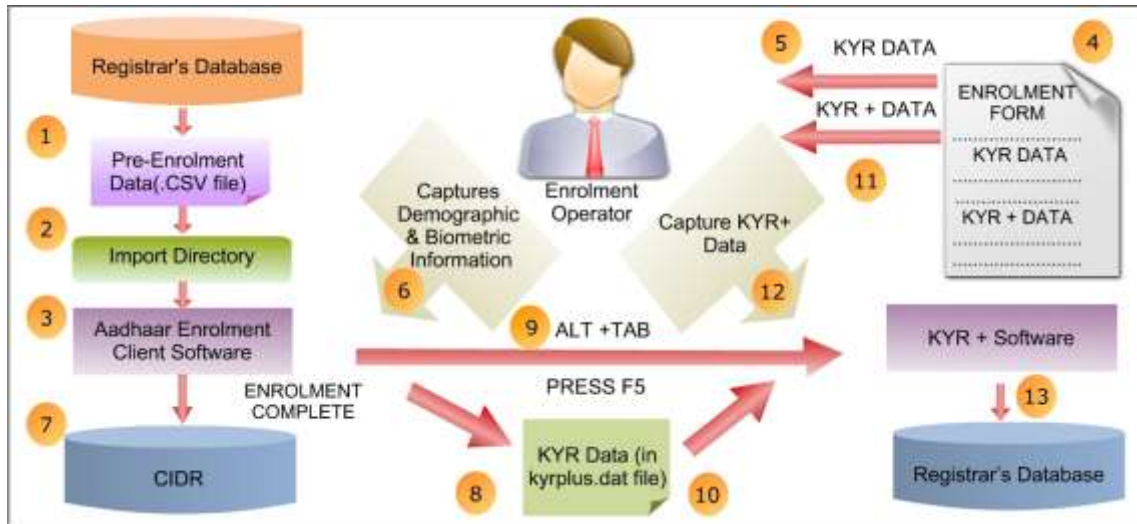 Registrar's Database
1
Pre-Enrolment
Data(.CSV file)
2
Import Directory
3
Aadhaar Enrolment
Client Software
7
CIDR
ENROLMENT
COMPLETE
Captures
Demographic
& Biometric
Information
6
Enrolment
Operator
5
KYR DATA
KYR + DATA
11
4
ENROLMENT
FORM
....................
KYR DATA
....................
....................
KYR + DATA
....................
....................
Capture KYR+
Data
12
9
ALT +TAB
PRESS F5
8
KYR Data (in
kyrplus.dat file)
10
KYR + Software
13
Registrar's Database